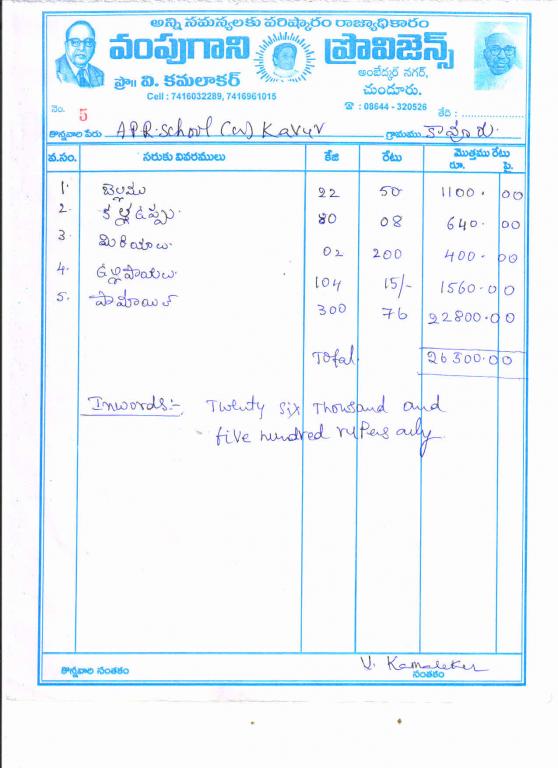 అన్ని సమస్యలకు పరిష్కారం రాజ్యాధికారం
వంపుగాని ప్రొవిజెన్స్
ప్రొ॥ వి. కమలాకర్
అంబేద్కర్ నగర్,
చుండూరు.
Cell : 7416032289, 7416961015
☎ : 08644 - 320526
నెం. 5 తేది : ....................
కొన్నవారి పేరు APR. School (w) Kavur గ్రామము కావూరు.
వ.సం. సరుకు వివరములు కేజి రేటు మొత్తము రేటు
రూ. పై.
1. బెల్లము 22 50 1100. 00
2. కళ్ళఉప్పు. 80 08 640. 00
3. మిరియాలు. 02 200 400. 00
4. ఉల్లిపాయలు. 104 15/- 1560.00
5. పామాయిల్ 300 76 22800.00
Total. 26300.00
Inwords:- Twenty six Thousand and
five hundred rupees only
V. Kamaleker
కొన్నవారి సంతకం సంతకం